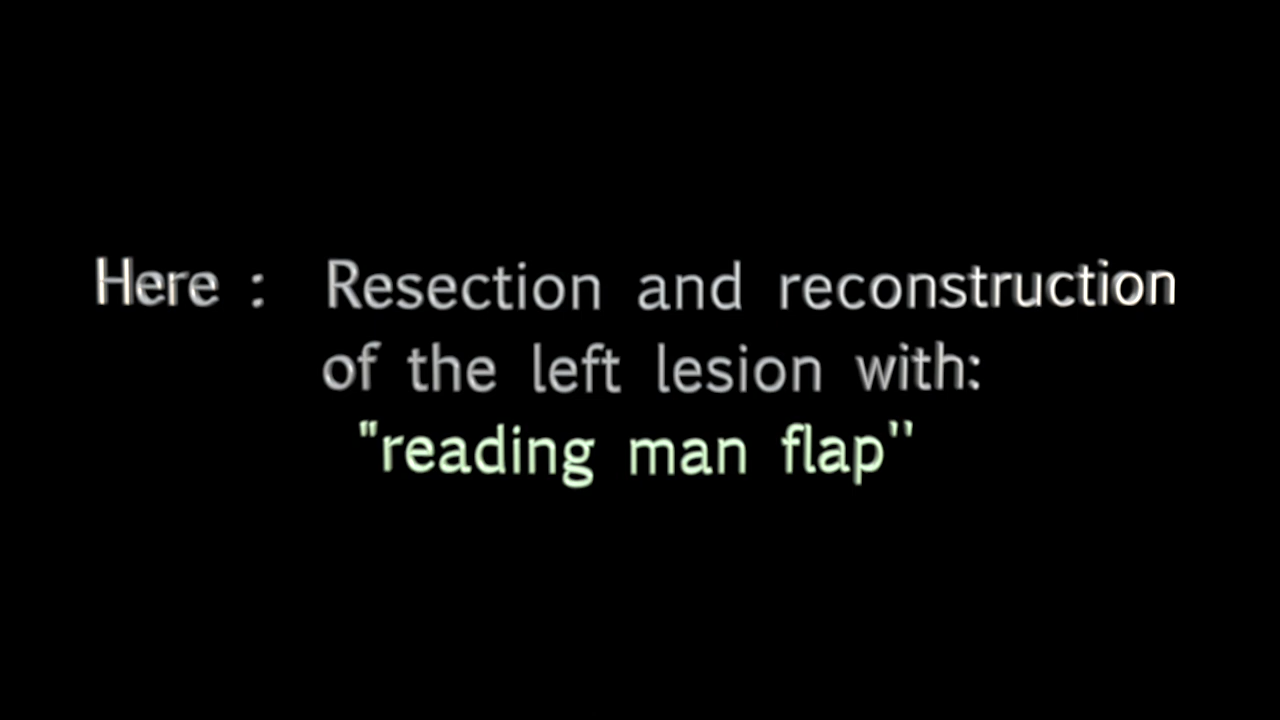 Here : Resection and reconstruction
of the left lesion with:
"reading man flap''